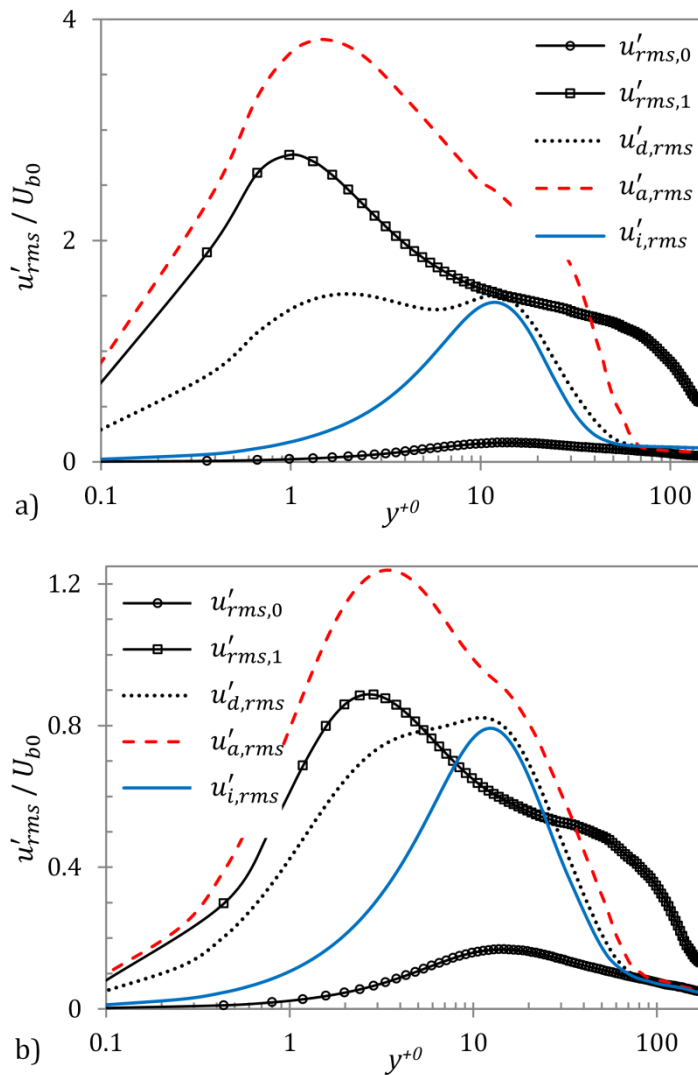 4
2
0
u′rms / Ub0
u′rms,0
u′rms,1
u′d,rms
u′a,rms
u′i,rms
0.1 1 10 100
a)
y+0
1.2
0.8
0.4
0
u′rms / Ub0
u′rms,0
u′rms,1
u′d,rms
u′a,rms
u′i,rms
0.1 1 10 100
b)
y+0